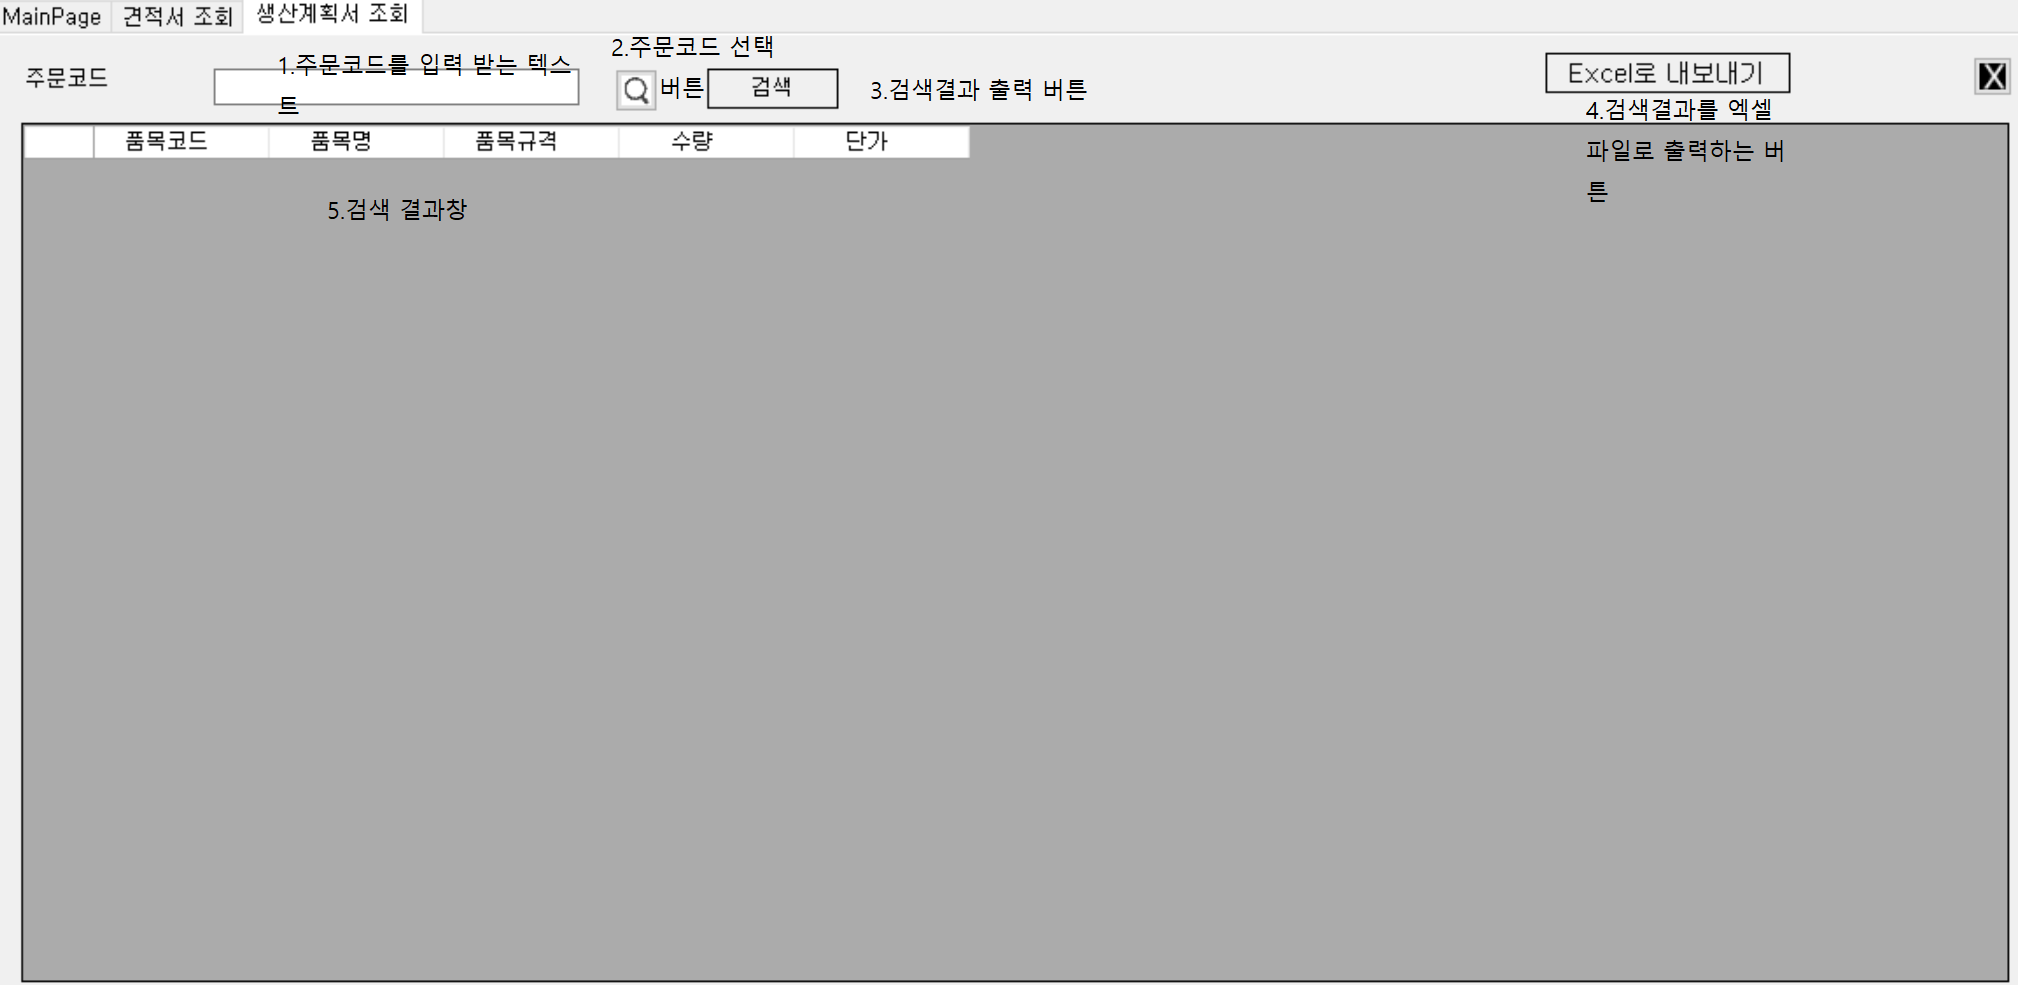 MainPage 견적서 조회 생산계획서 조회
주문코드
1.주문코드를 입력 받는 텍스
트
2.주문코드 선택
버튼
검색
3.검색결과 출력 버튼
Excel로 내보내기
X
4.검색결과를 엑셀
파일로 출력하는 버
튼
품목코드 품목명 품목규격 수량 단가
5.검색 결과창